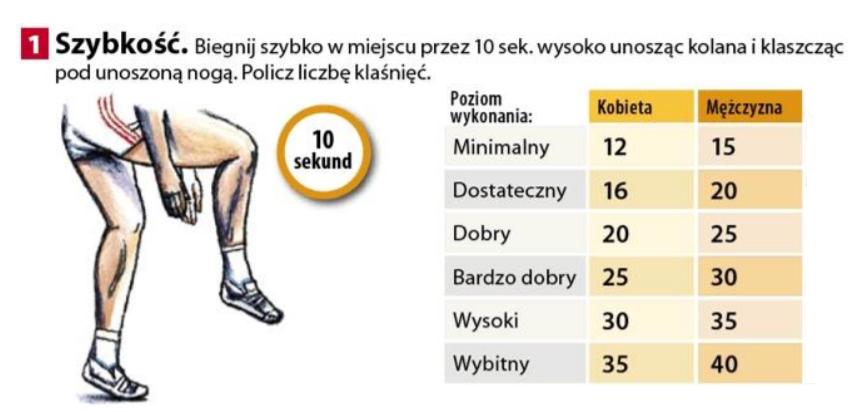 1 Szybkość. Biegnij szybko w miejscu przez 10 sek. wysoko unosząc kolana i klaszcząc
pod unoszoną nogą. Policz liczbę klaśnięć.
10
sekund
Poziom
wykonania: Kobieta Mężczyzna
Minimalny 12 15
Dostateczny 16 20
Dobry 20 25
Bardzo dobry 25 30
Wysoki 30 35
Wybitny 35 40